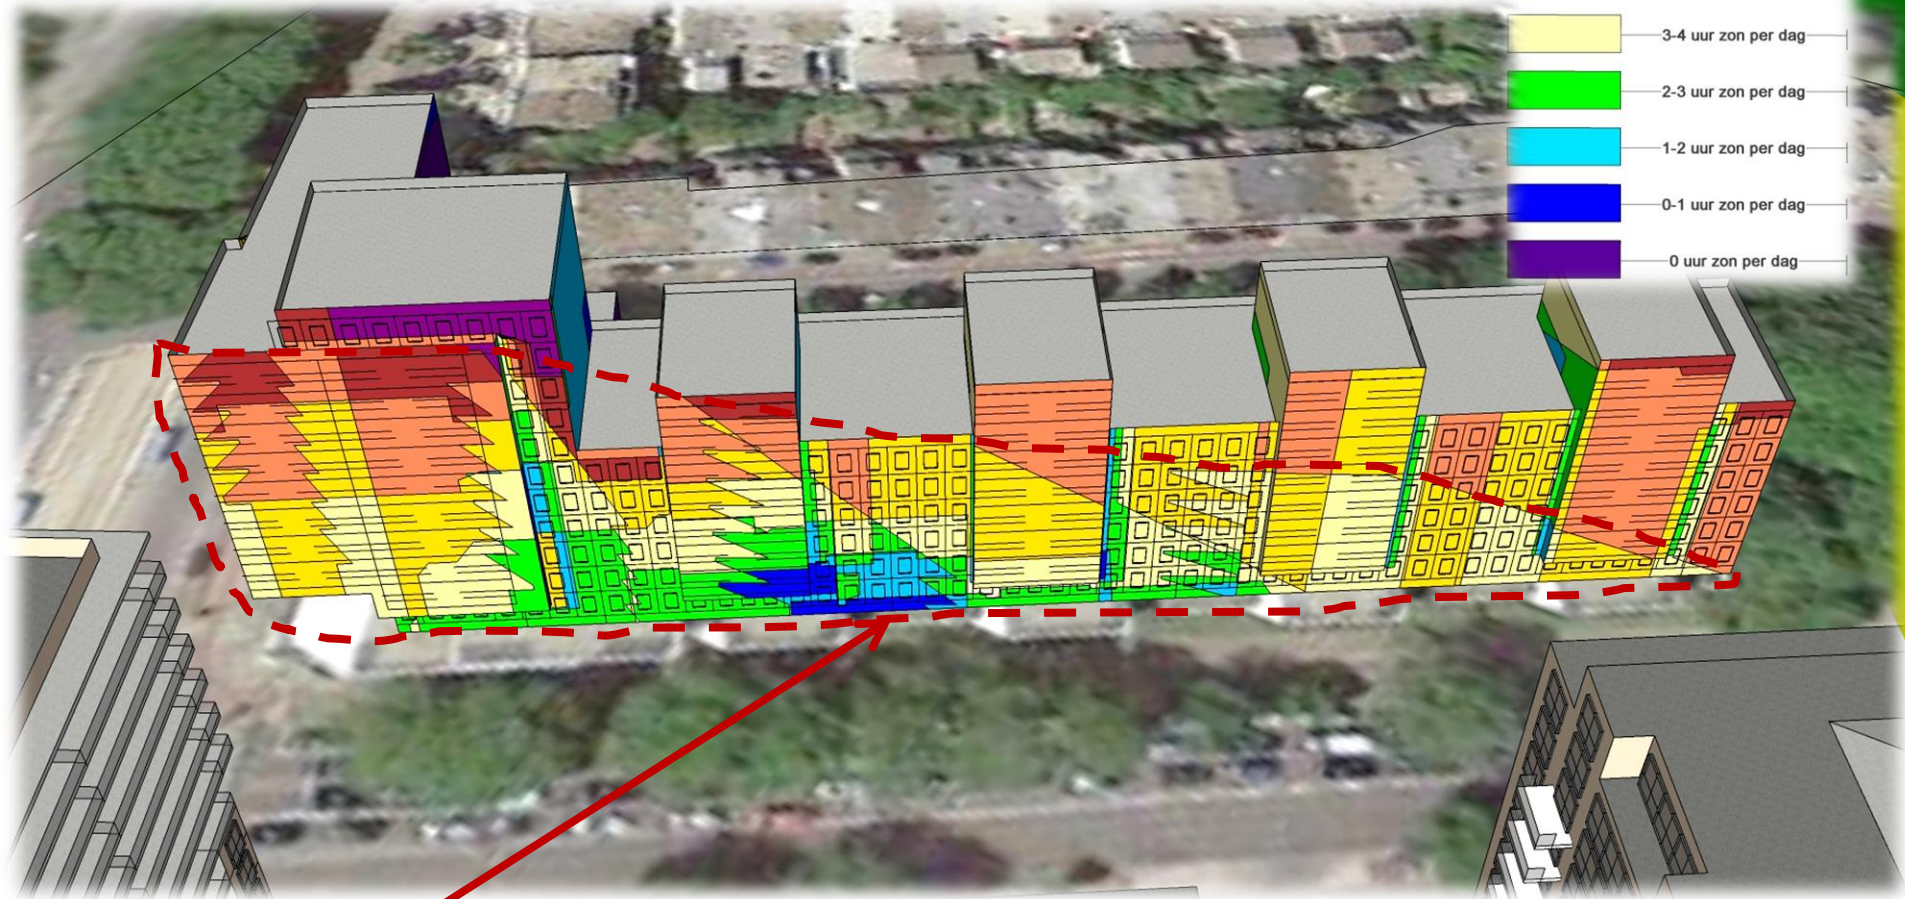 3-4 uur zon per dag
2-3 uur zon per dag
1-2 uur zon per dag
0-1 uur zon per dag
0 uur zon per dag